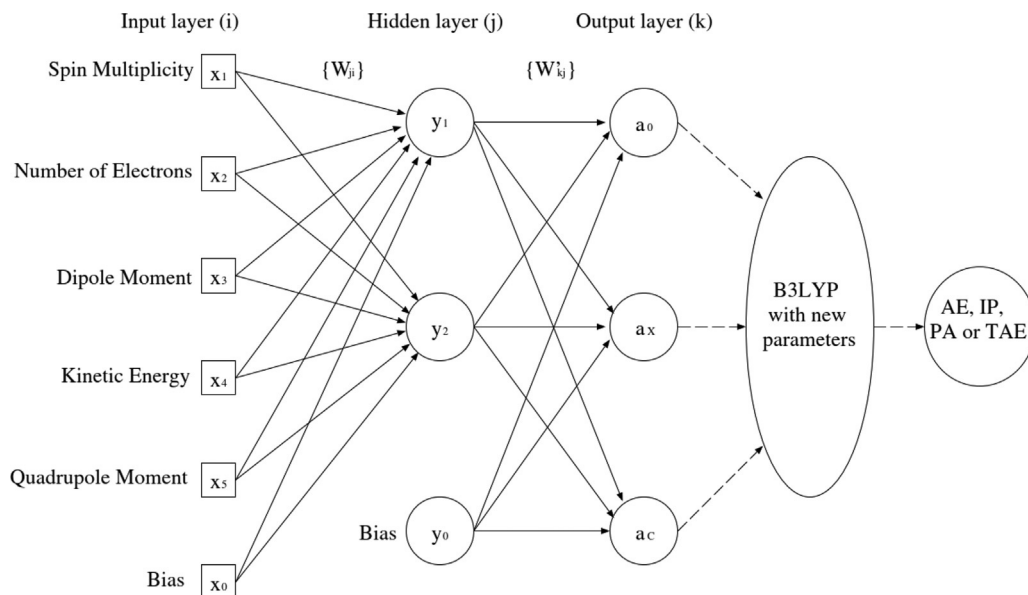 Input layer (i)
Hidden layer (j)
Output layer (k)
{Wji}
{W'kj}
Spin Multiplicity
x1
Number of Electrons
x2
Dipole Moment
x3
Kinetic Energy
x4
Quadrupole Moment
x5
Bias
x0
y1
y2
Bias
y0
a0
aX
aC
B3LYP
with new
parameters
AE, IP,
PA or TAE